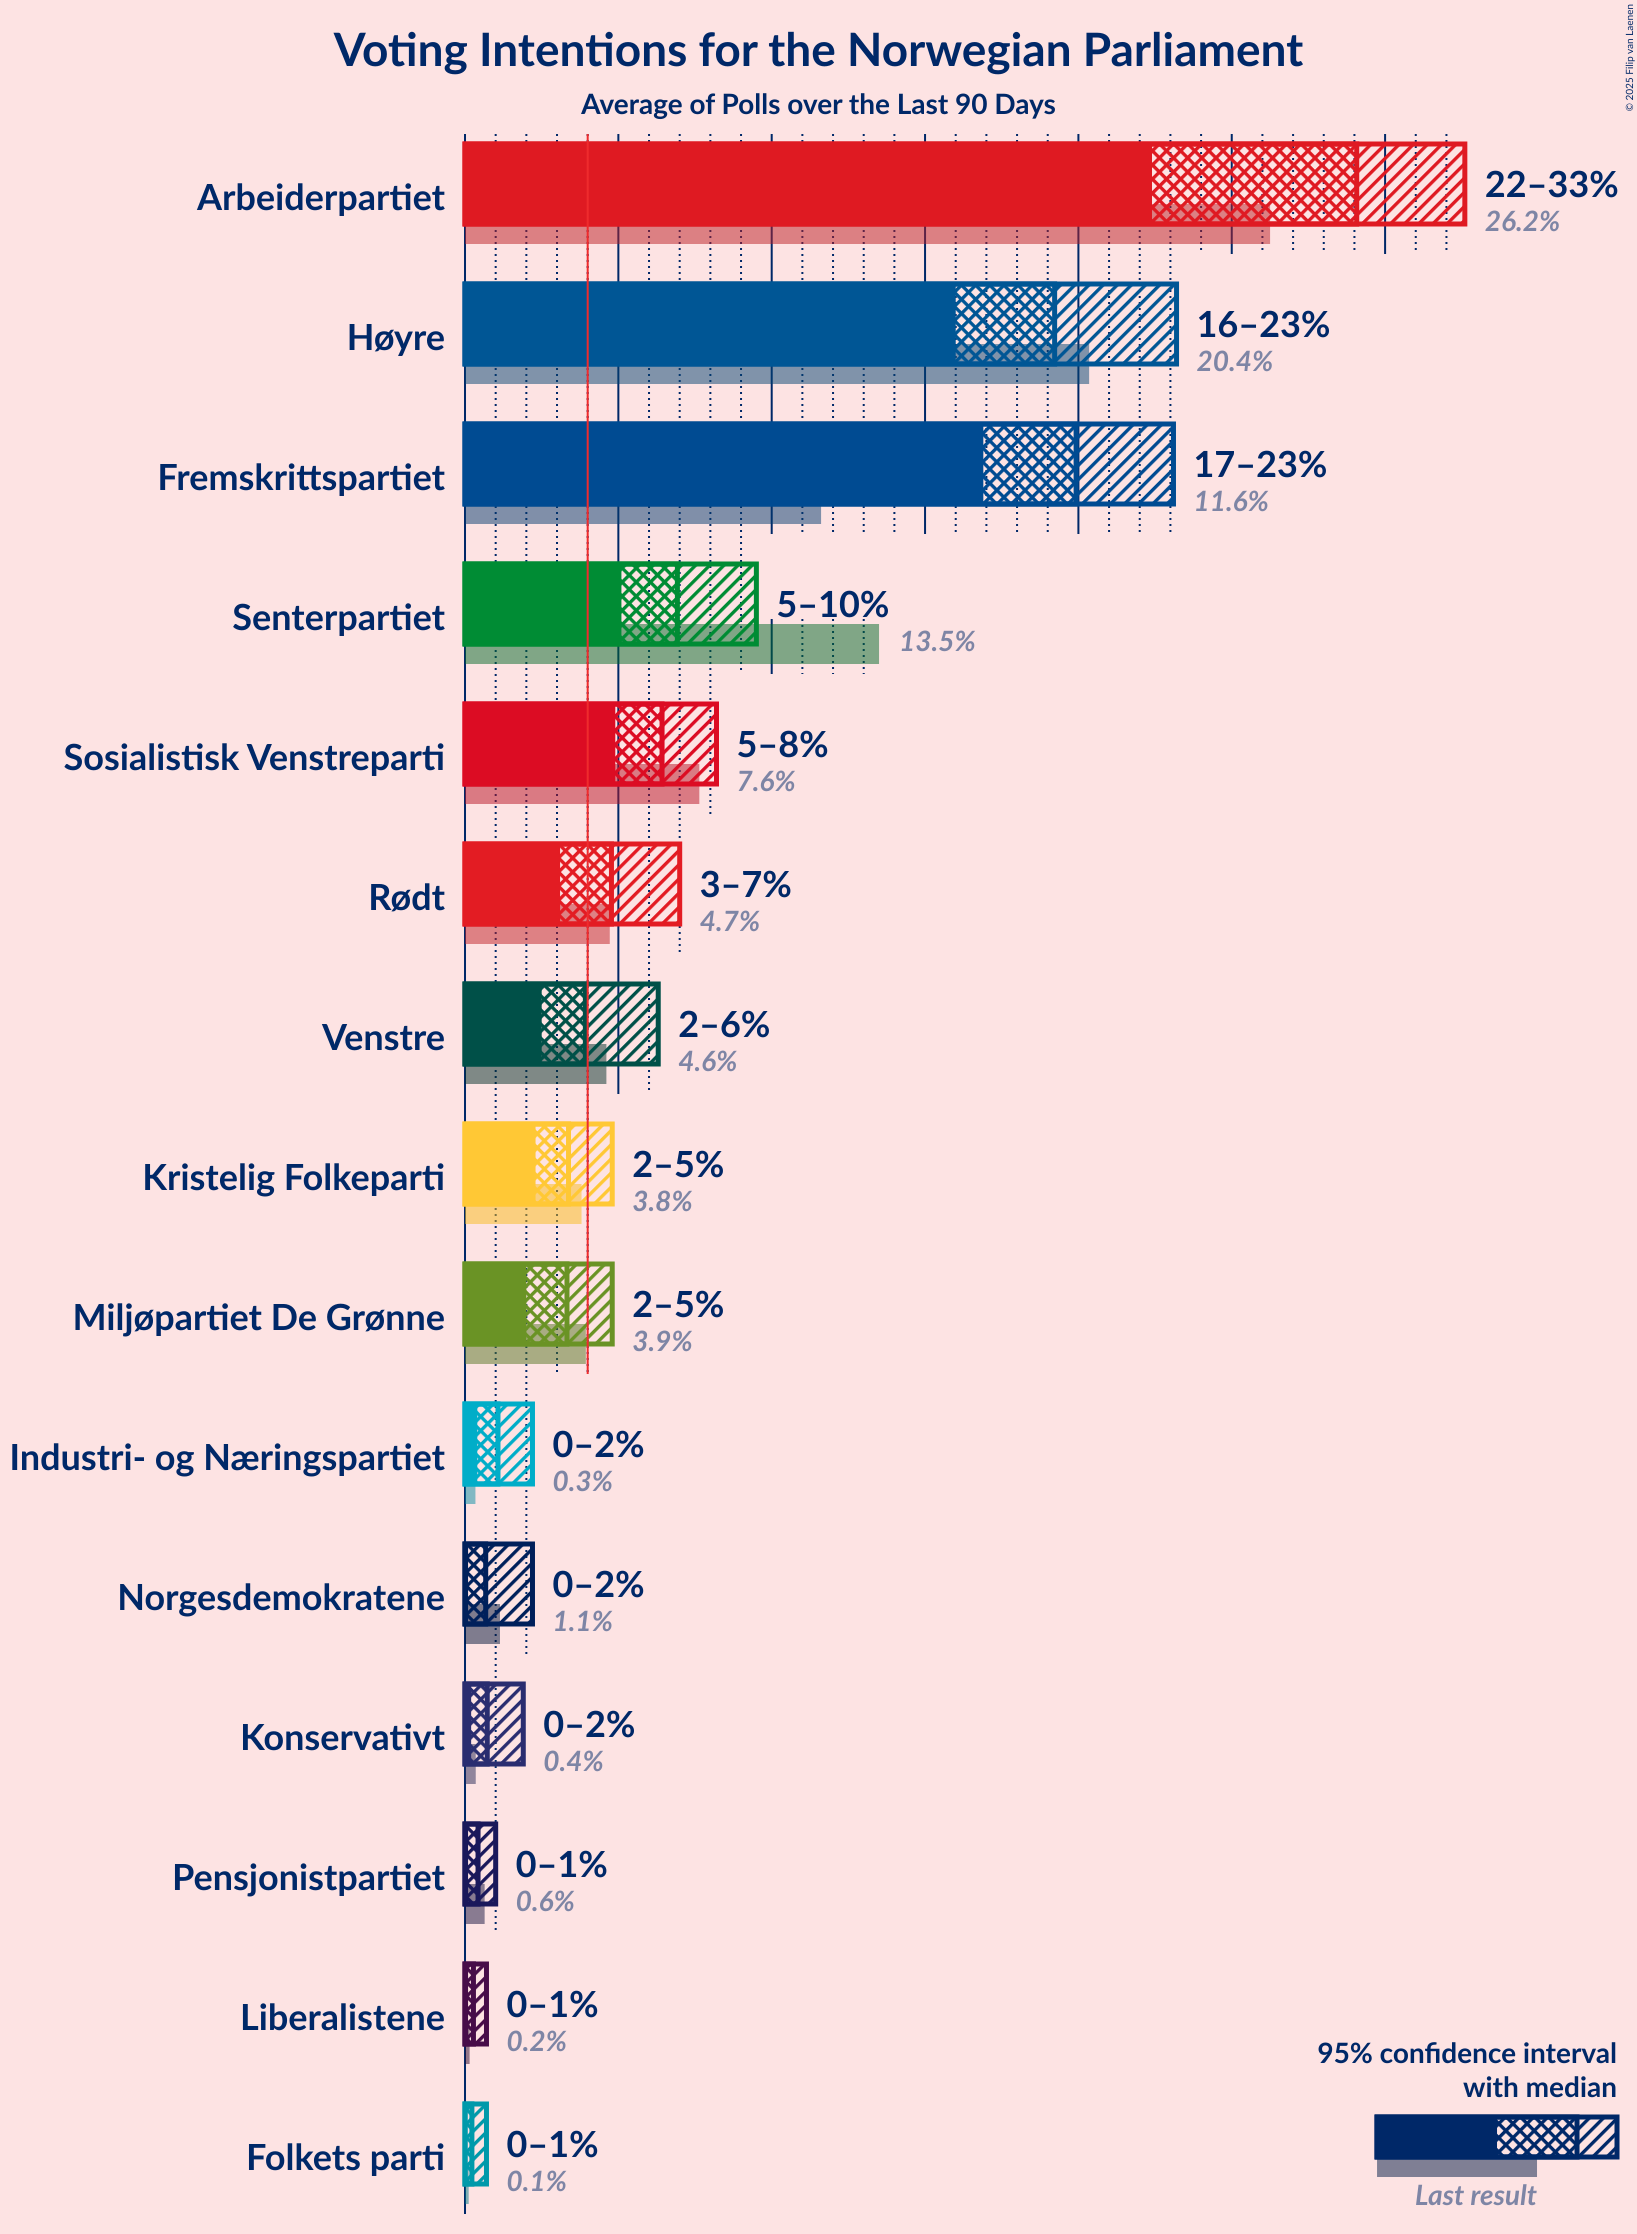 Voting Intentions for the Norwegian Parliament
Average of Polls over the Last 90 Days
© 2025 Filip van Laenen
Arbeiderpartiet
22–33%
26.2%
Høyre
16–23%
20.4%
Fremskrittspartiet
17–23%
11.6%
Senterpartiet
5–10%
13.5%
Sosialistisk Venstreparti
5–8%
7.6%
Rødt
3–7%
4.7%
Venstre
2–6%
4.6%
Kristelig Folkeparti
2–5%
3.8%
Miljøpartiet De Grønne
2–5%
3.9%
Industri- og Næringspartiet
0–2%
0.3%
Norgesdemokratene
0–2%
1.1%
Konservativt
0–2%
0.4%
Pensjonistpartiet
0–1%
0.6%
Liberalistene
0–1%
0.2%
Folkets parti
0–1%
0.1%
95% confidence interval
with median
Last result